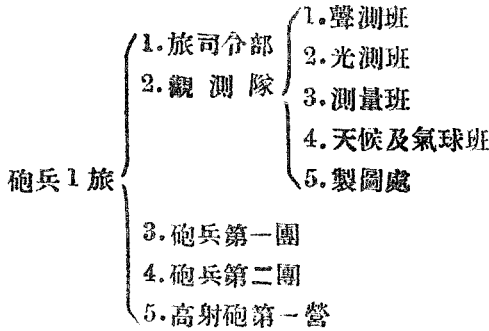 砲兵1旅
1.旅司令部
2.觀測隊
1.聲測班
2.光測班
3.測量班
4.天候及氣球班
5.製圖處
3.砲兵第一團
4.砲兵第二團
5.高射砲第一營